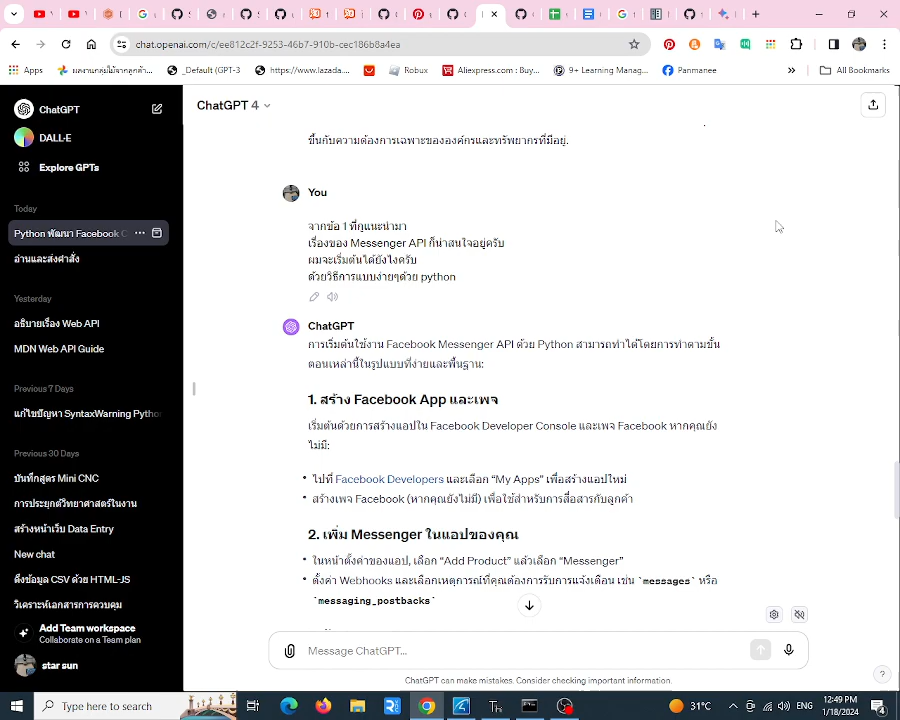 chat.openai.com/c/ee812c2f-9253-46b7-910b-cec186b8a4ea
Apps
ผลงานกลุ่มไม้จากลูกค้า...
_Default (GPT-3
https://www.lazada....
Robux
Aliexpress.com : Buy...
9+ Learning Manag...
Panmanee
»
All Bookmarks
ChatGPT
DALL·E
Explore GPTs
Today
Python พัฒนา Facebook C
อ่านและส่งคำสั่ง
Yesterday
อธิบายเรื่อง Web API
MDN Web API Guide
Previous 7 Days
แก้ไขปัญหา SyntaxWarning Pytho
Previous 30 Days
บันทึกสูตร Mini CNC
การประยุกต์วิทยาศาสตร์ในงาน
สร้างหน้าเว็บ Data Entry
New chat
ดึงข้อมูล CSV ด้วย HTML-JS
วิเคราะห์เอกสารการควบคุม
Add Team workspace
Collaborate on a Team plan
star sun
ChatGPT 4
ขึ้นกับความต้องการเฉพาะขององค์กรและทรัพยากรที่มีอยู่.
You
จากข้อ 1 ที่กูแนะนำมา
เรื่องของ Messenger API ก็น่าสนใจอยู่ครับ
ผมจะเริ่มต้นได้ยังไงครับ
ด้วยวิธีการแบบง่ายๆด้วย python
ChatGPT
การเริ่มต้นใช้งาน Facebook Messenger API ด้วย Python สามารถทำได้โดยการทำตามขั้น
ตอนเหล่านี้ในรูปแบบที่ง่ายและพื้นฐาน:
1. สร้าง Facebook App และเพจ
เริ่มต้นด้วยการสร้างแอปใน Facebook Developer Console และเพจ Facebook หากคุณยัง
ไม่มี:
• ไปที่ Facebook Developers และเลือก “My Apps” เพื่อสร้างแอปใหม่
• สร้างเพจ Facebook (หากคุณยังไม่มี) เพื่อใช้สำหรับการสื่อสารกับลูกค้า
2. เพิ่ม Messenger ในแอปของคุณ
• ในหน้าตั้งค่าของแอป, เลือก “Add Product” แล้วเลือก “Messenger”
• ตั้งค่า Webhooks และเลือกเหตุการณ์ที่คุณต้องการรับการแจ้งเตือน เช่น `messages` หรือ
`messaging_postbacks`
Message ChatGPT...
ChatGPT can make mistakes. Consider checking important information.
?
Type here to search
31°C
ENG
12:49 PM
1/18/2024